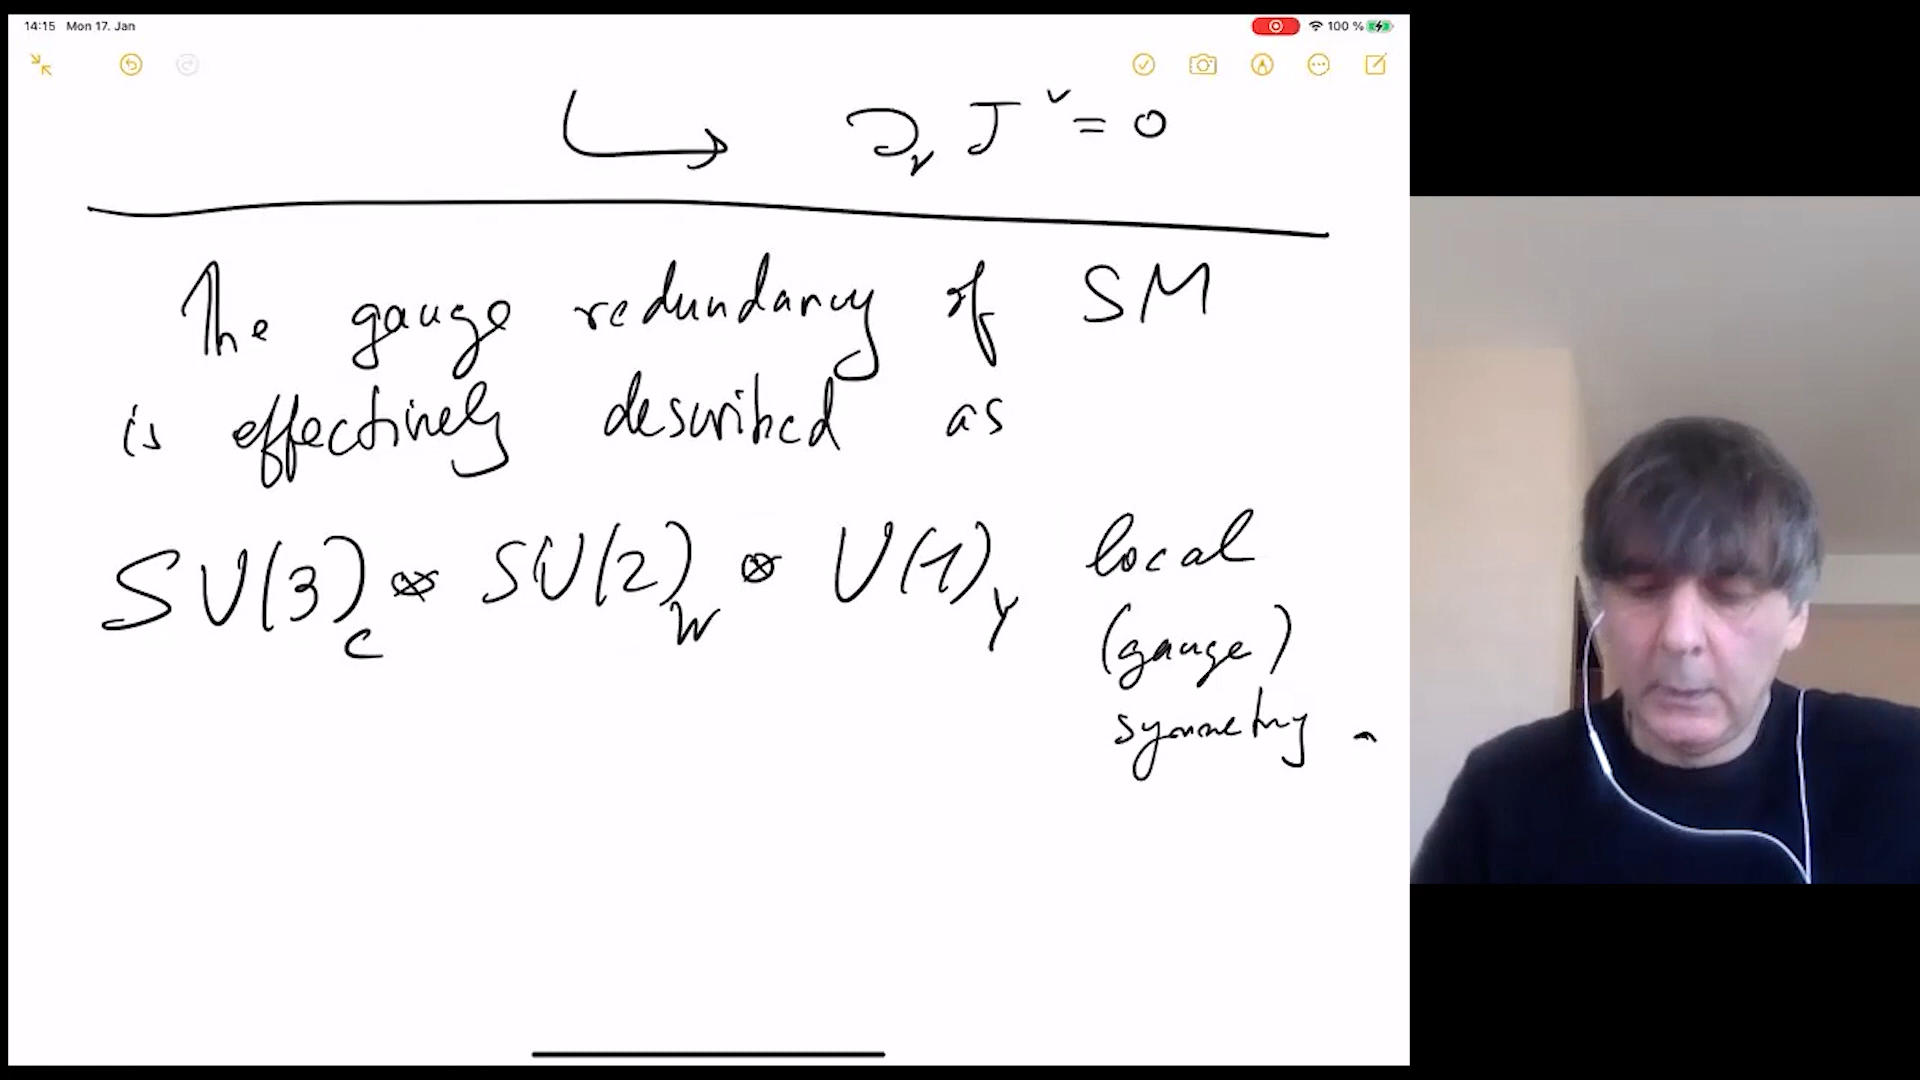 14:15 Mon 17. Jan 100 %
∂ᵥ Jᵛ = 0
The gauge redundancy of SM
is effectively described as
SU(3)_C ⊗ SU(2)_W ⊗ U(1)_Y local
(gauge)
symmetry .